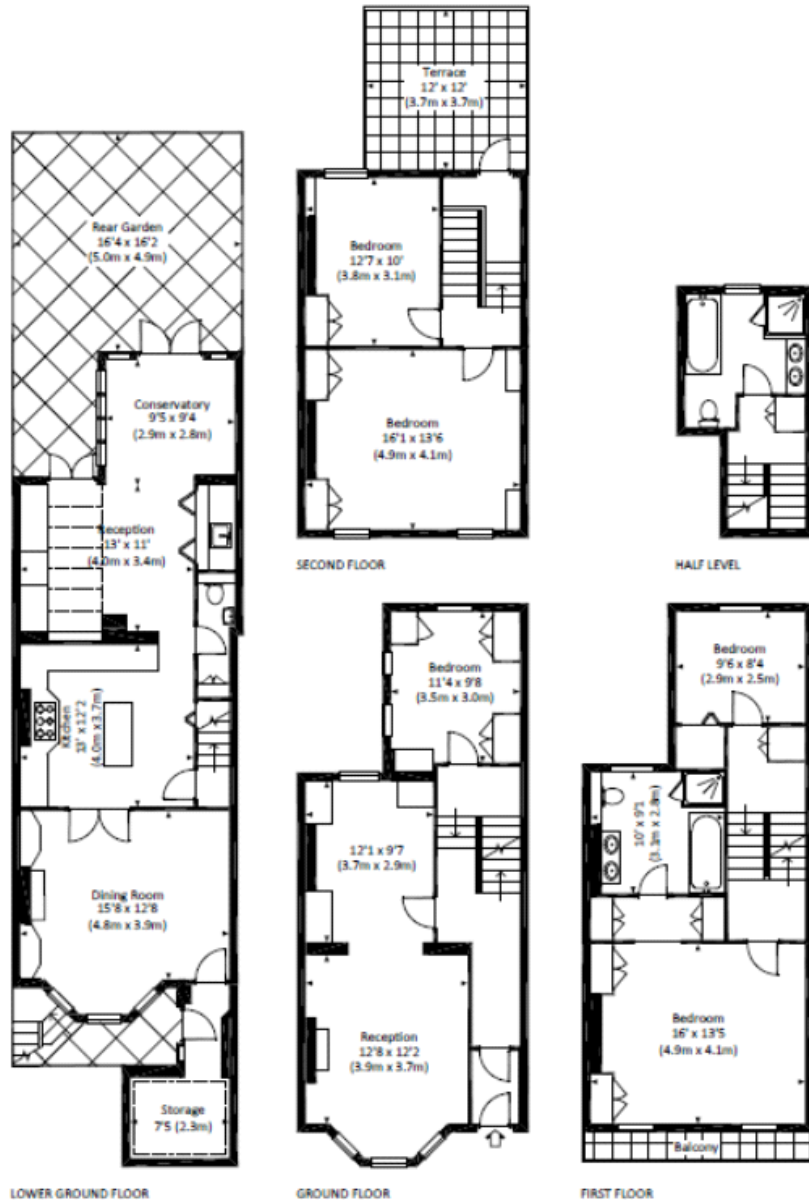 Terrace
12' x 12'
(3.7m x 3.7m)
Rear Garden
16'4 x 16'2
(5.0m x 4.9m)
Bedroom
12'7 x 10'
(3.8m x 3.1m)
Conservatory
9'5 x 9'4
(2.9m x 2.8m)
Bedroom
16'1 x 13'6
(4.9m x 4.1m)
Reception
13' x 11'
(4.0m x 3.4m)
SECOND FLOOR
HALF LEVEL
Kitchen
13' x 12'2
(4.0m x 3.7m)
Dining Room
15'8 x 12'8
(4.8m x 3.9m)
Storage
7'5 (2.3m)
LOWER GROUND FLOOR
Bedroom
11'4 x 9'8
(3.5m x 3.0m)
12'1 x 9'7
(3.7m x 2.9m)
Reception
12'8 x 12'2
(3.9m x 3.7m)
GROUND FLOOR
Bedroom
9'6 x 8'4
(2.9m x 2.5m)
10' x 9'1
(3.1m x 2.8m)
Bedroom
16' x 13'5
(4.9m x 4.1m)
Balcony
FIRST FLOOR